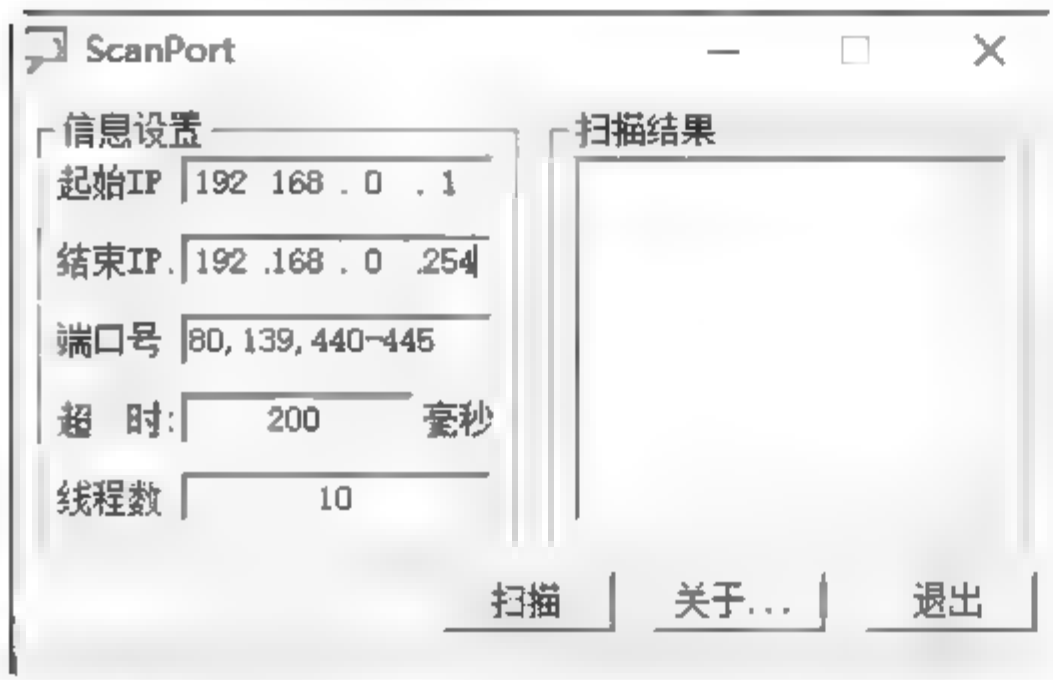 ScanPort
信息设置
起始IP 192 168 . 0 . 1
结束IP. 192 .168 . 0 .254
端口号 80,139,440-445
超 时: 200 毫秒
线程数 10
扫描结果
扫描 关于... 退出